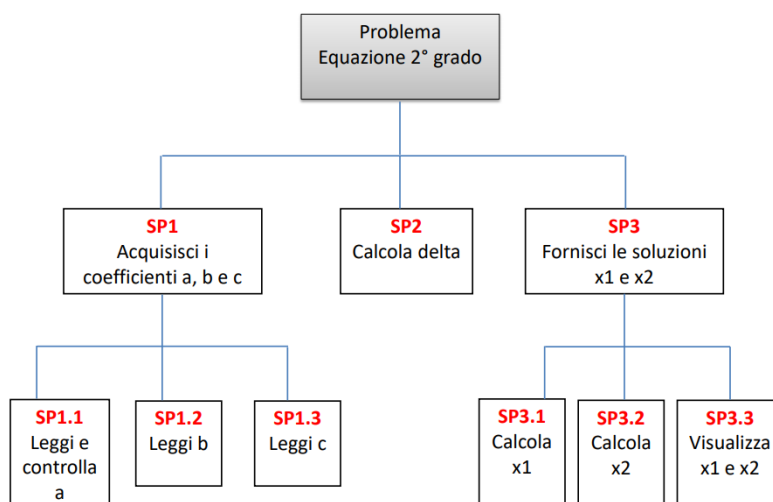 Problema
Equazione 2° grado
SP1
Acquisisci i
coefficienti a, b e c
SP2
Calcola delta
SP3
Fornisci le soluzioni
x1 e x2
SP1.1
Leggi e
controlla
a
SP1.2
Leggi b
SP1.3
Leggi c
SP3.1
Calcola
x1
SP3.2
Calcola
x2
SP3.3
Visualizza
x1 e x2